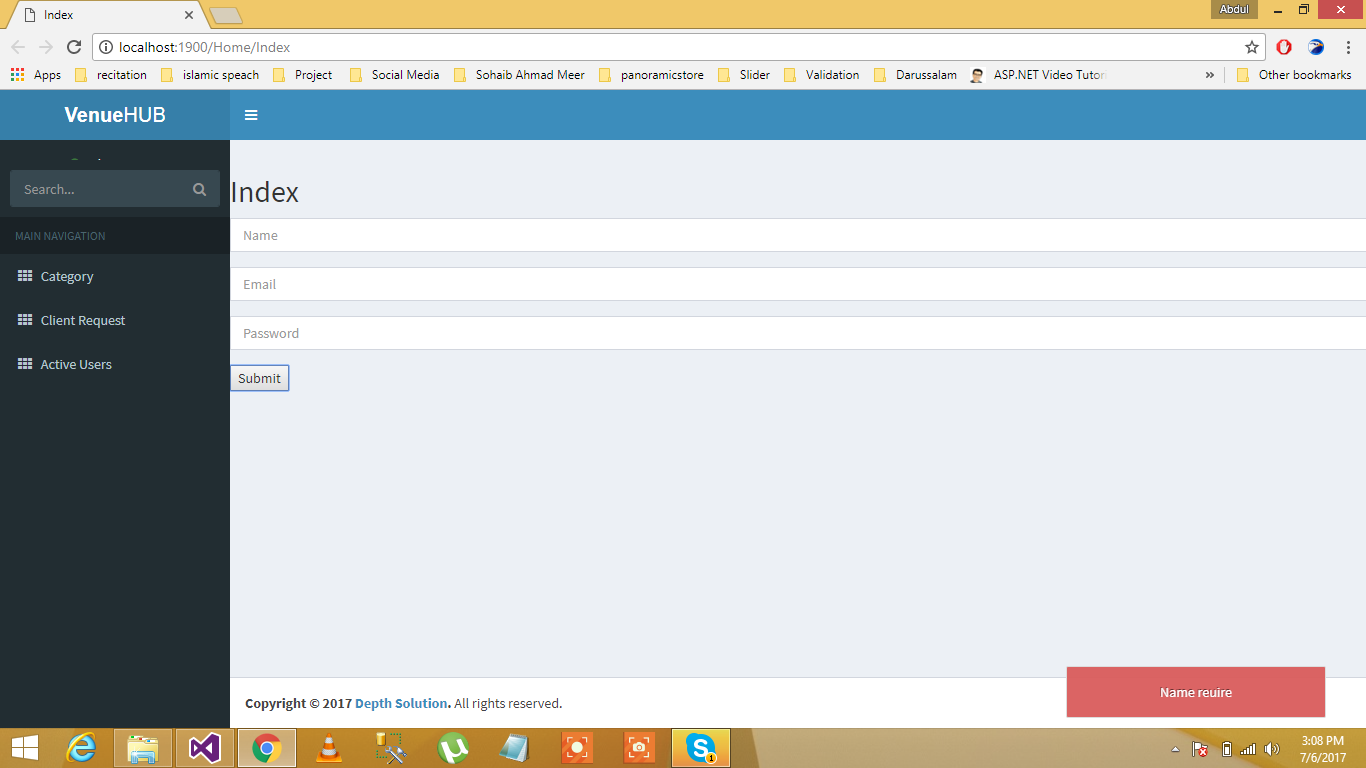 Index
Abdul
localhost:1900/Home/Index
Apps recitation islamic speach Project Social Media Sohaib Ahmad Meer panoramicstore Slider Validation Darussalam ASP.NET Video Tutor » Other bookmarks
VenueHUB
Search...
MAIN NAVIGATION
Category
Client Request
Active Users
Index
Name
Email
Password
Submit
Name reuire
Copyright © 2017 Depth Solution. All rights reserved.
1
3:08 PM
7/6/2017